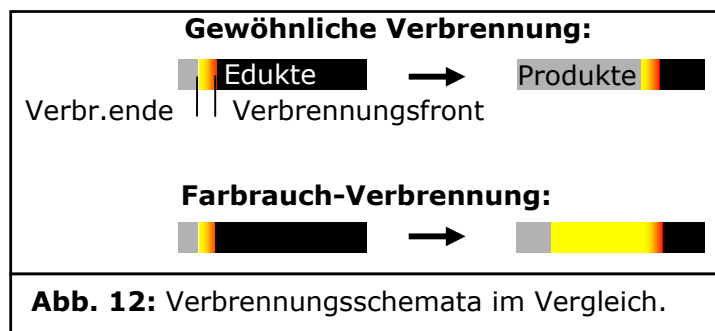 Gewöhnliche Verbrennung:
Edukte
Produkte
Verbr.ende
Verbrennungsfront
Farbrauch-Verbrennung:
Abb. 12: Verbrennungsschemata im Vergleich.